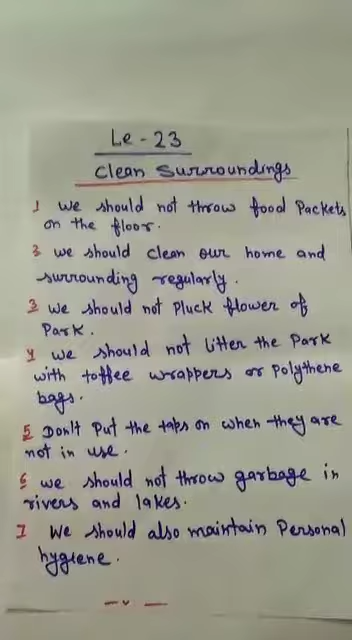 Le - 23
Clean Surroundings
1 we should not throw food Packets
on the floor.
2 we should clean our home and
surrounding regularly.
3 we should not Pluck flower of
Park.
4 we should not litter the Park
with toffee wrappers or Polythene
bags.
5 Don't Put the taps on when they are
not in use.
6 we should not throw garbage in
rivers and lakes.
7 We should also maintain Personal
hygiene.